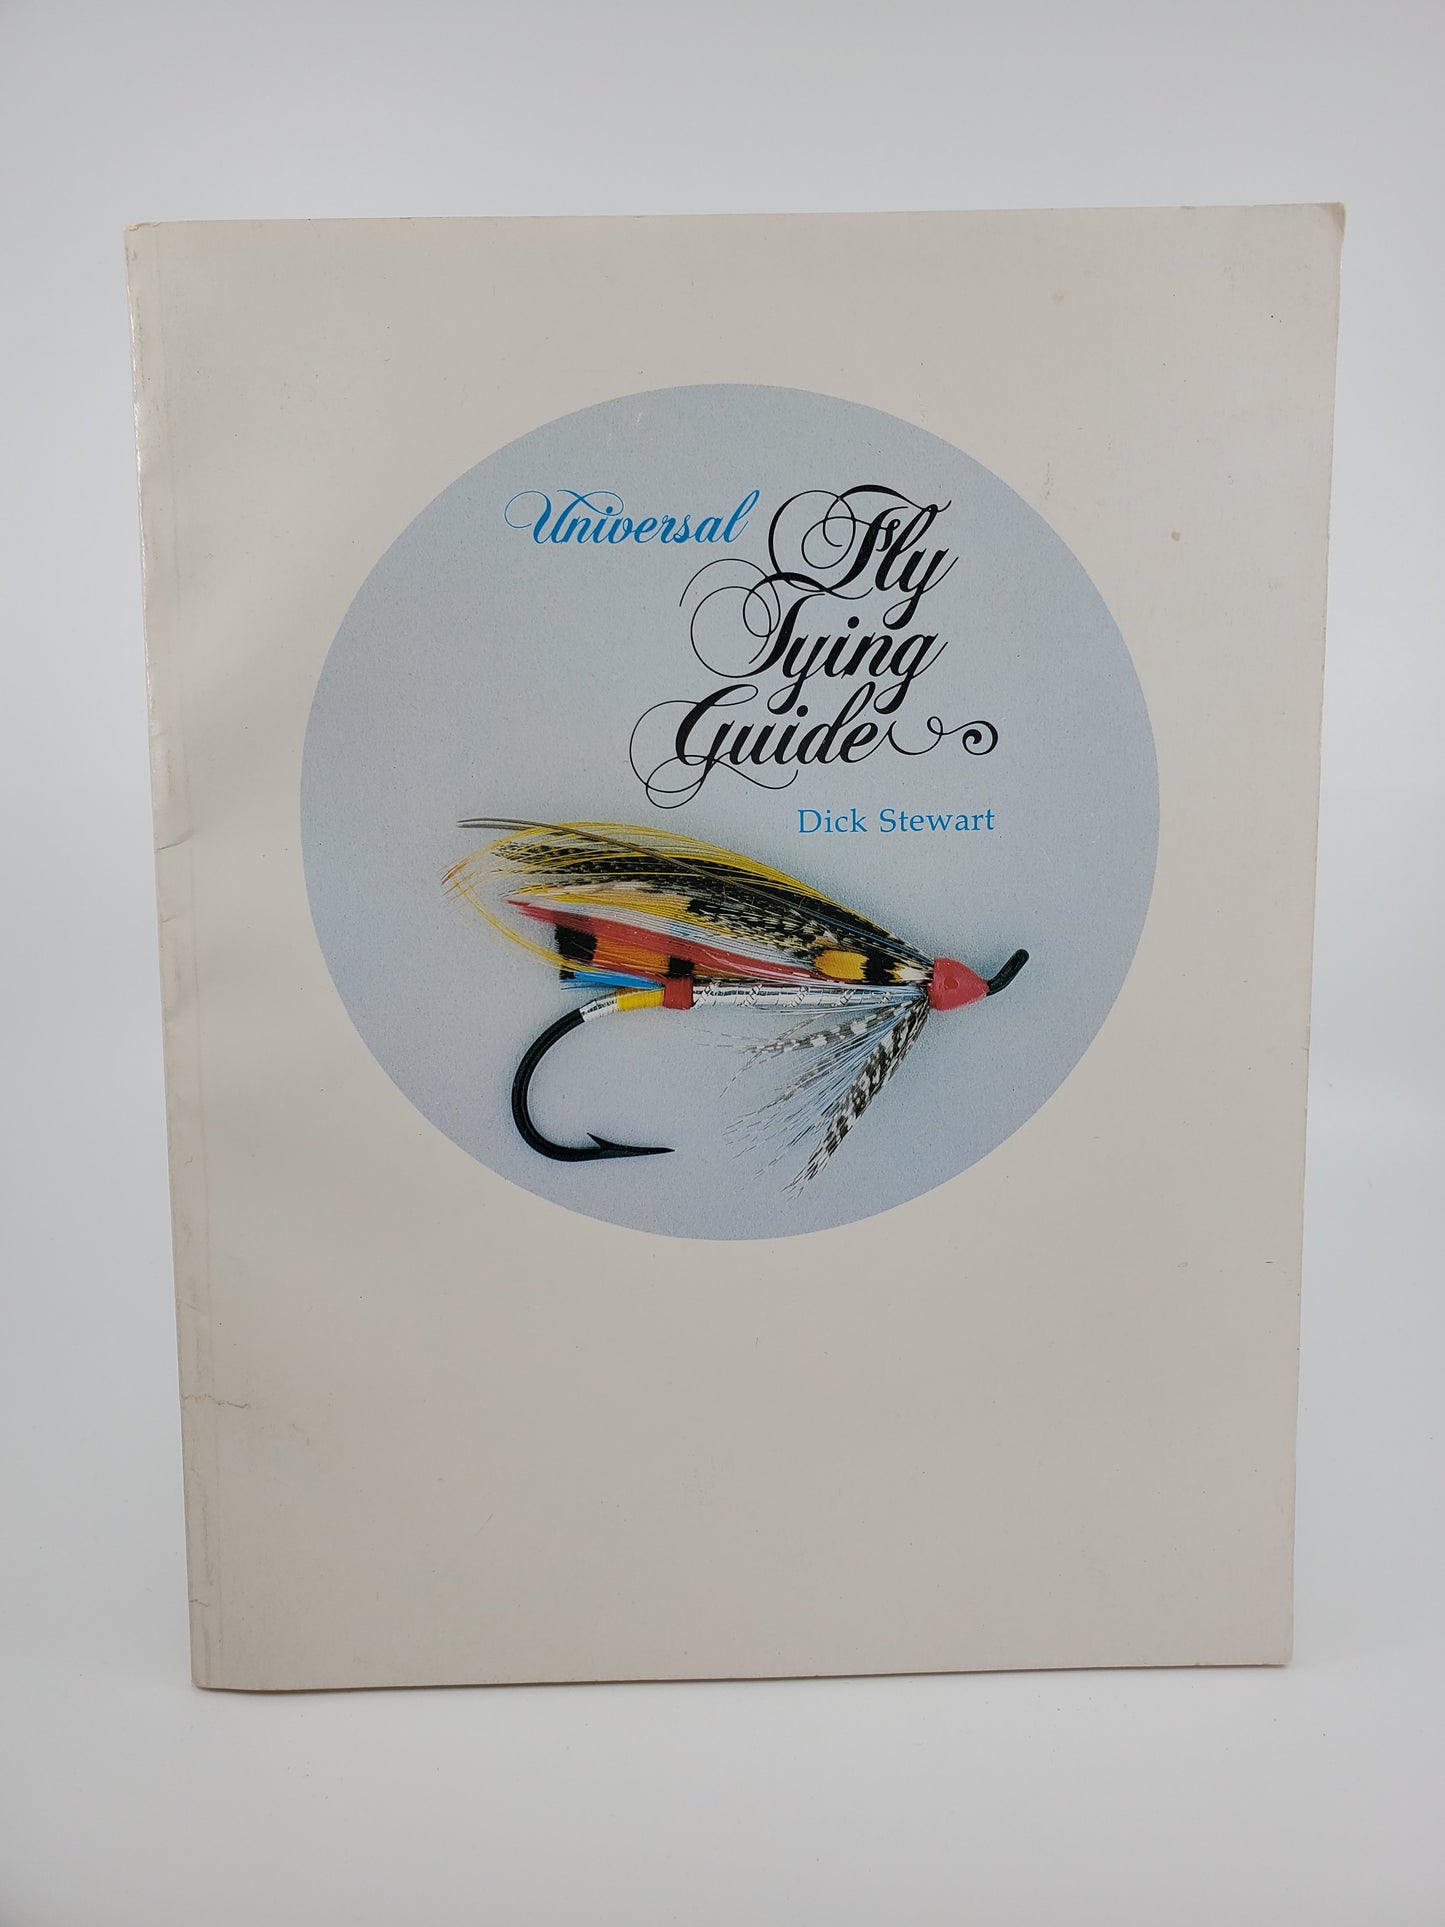 Universal Fly
Tying
Guide
Dick Stewart